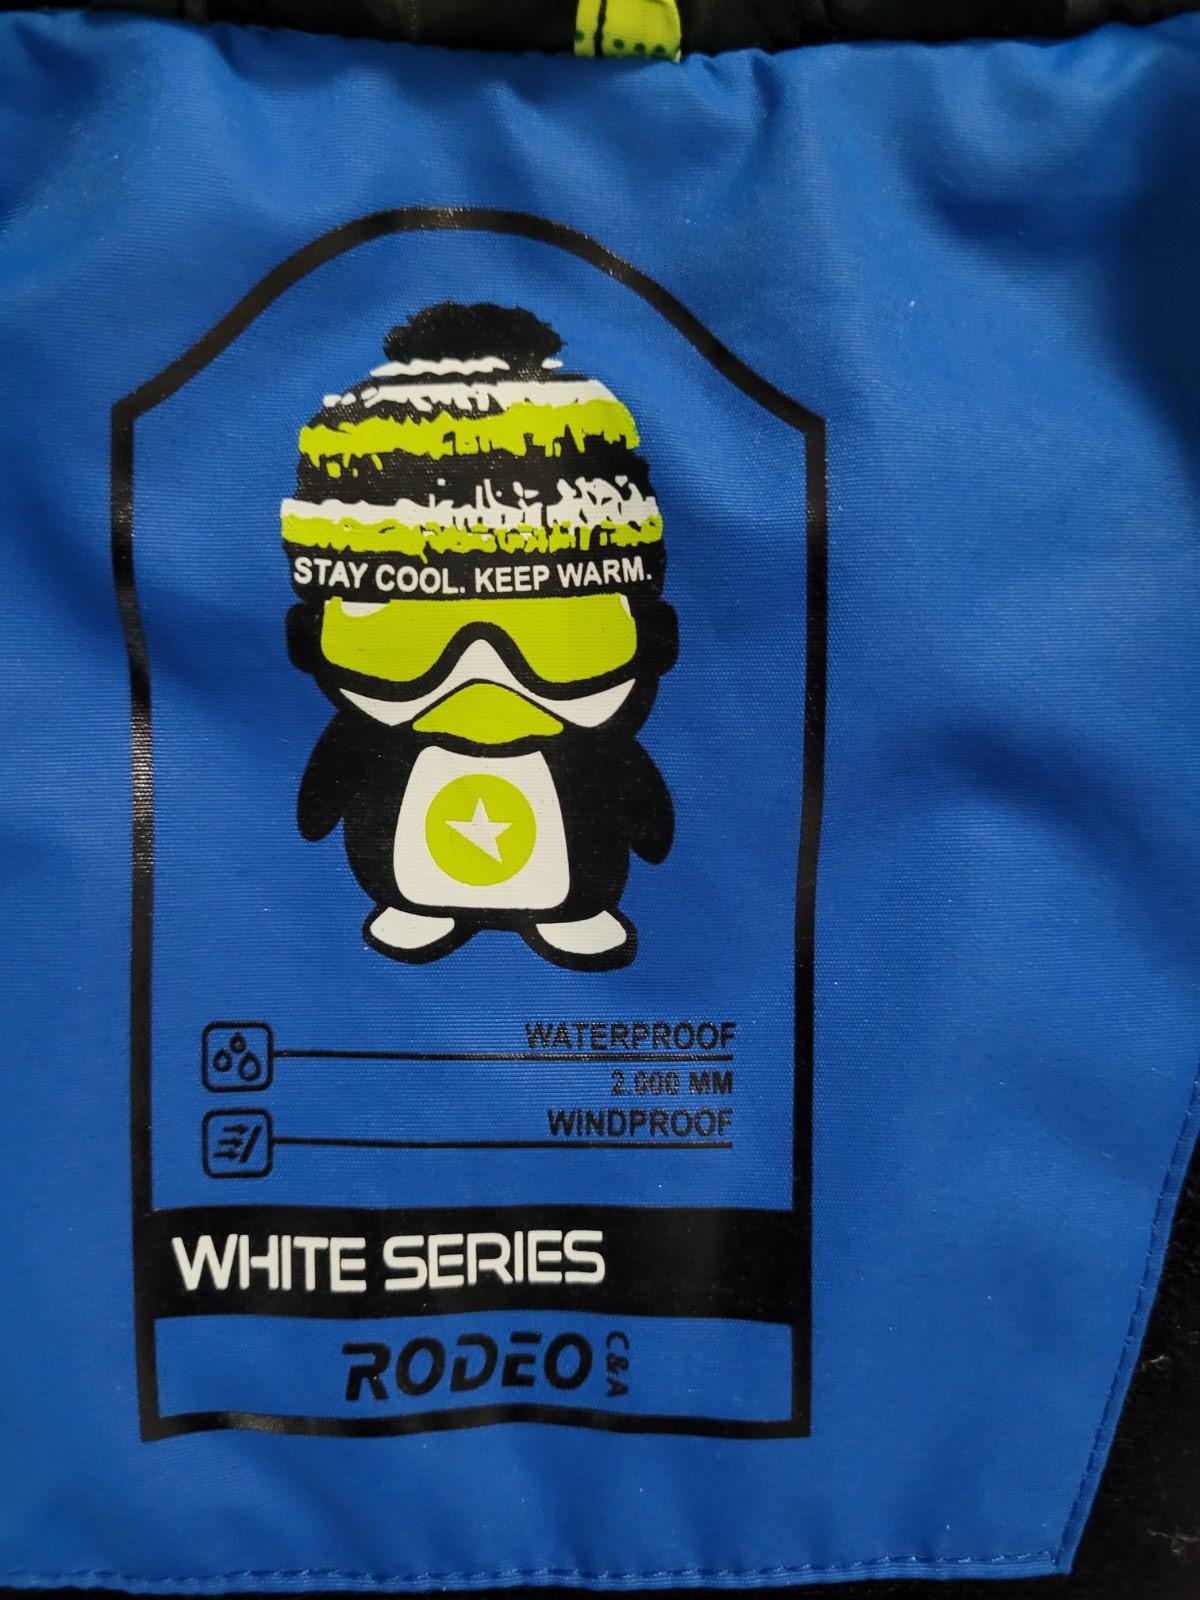 STAY COOL. KEEP WARM.
WATERPROOF
2.000 MM
WINDPROOF
WHITE SERIES
RODEO C&A